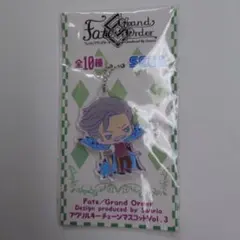 Fate Grand Order
全10種
Fate/Grand Order
Design produced by Sanrio
アクリルキーチェーンマスコットVol.3